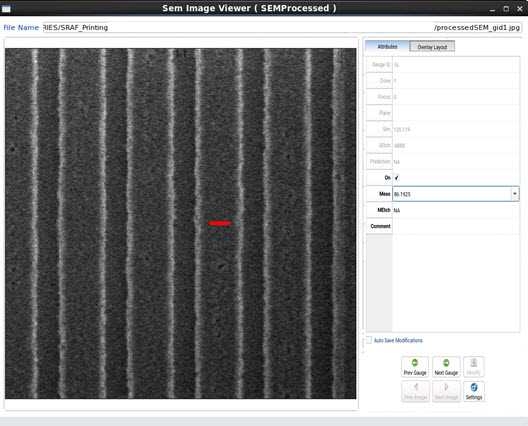 Sem Image Viewer ( SEMProcessed )
File Name RIES/SRAF_Printing /processedSEM_gid1.jpg
Attributes Overlay Layout
Gauge ID 16
Dose 1
Focus 0
Plane
Sim 120.119
SEtch -8888
Prediction NA
On
Meas 86.1925
MEtch NA
Comment
Auto Save Modifications
Prev Gauge Next Gauge Modify
Prev Image Next Image Settings